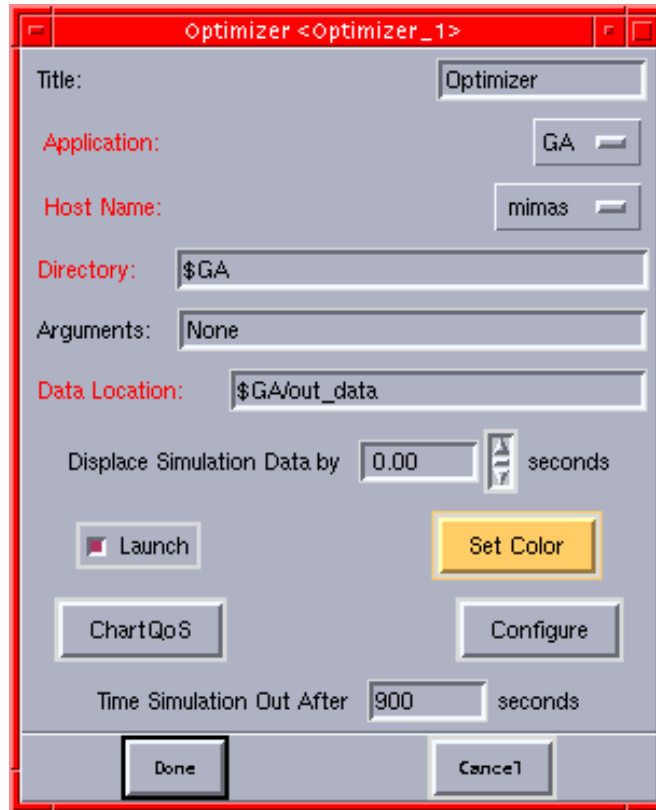 Optimizer <Optimizer_1>
Title: Optimizer
Application: GA
Host Name: mimas
Directory: $GA
Arguments: None
Data Location: $GA/out_data
Displace Simulation Data by 0.00 seconds
Launch Set Color
ChartQoS Configure
Time Simulation Out After 900 seconds
Done Cancel